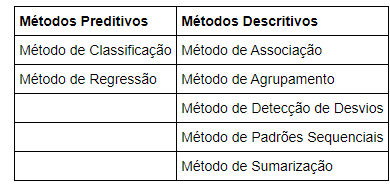 Métodos Preditivos Métodos Descritivos
Método de Classificação Método de Associação
Método de Regressão Método de Agrupamento
Método de Detecção de Desvios
Método de Padrões Sequenciais
Método de Sumarização